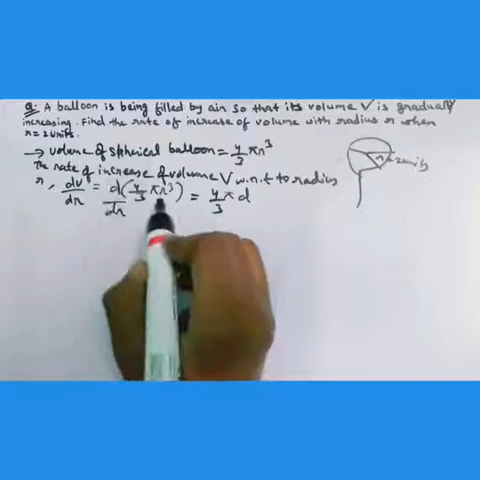 Q. A balloon is being filled by air so that its volume V is gradually
increasing. Find the rate of increase of volume with radius r when
r = 2 units.
→ volume of spherical balloon = 4/3 πr³
r = 2 units
The rate of increase of volume V w.r.t to radius
r, dv/dr = d/dr (4/3 πr³) = 4/3 π d